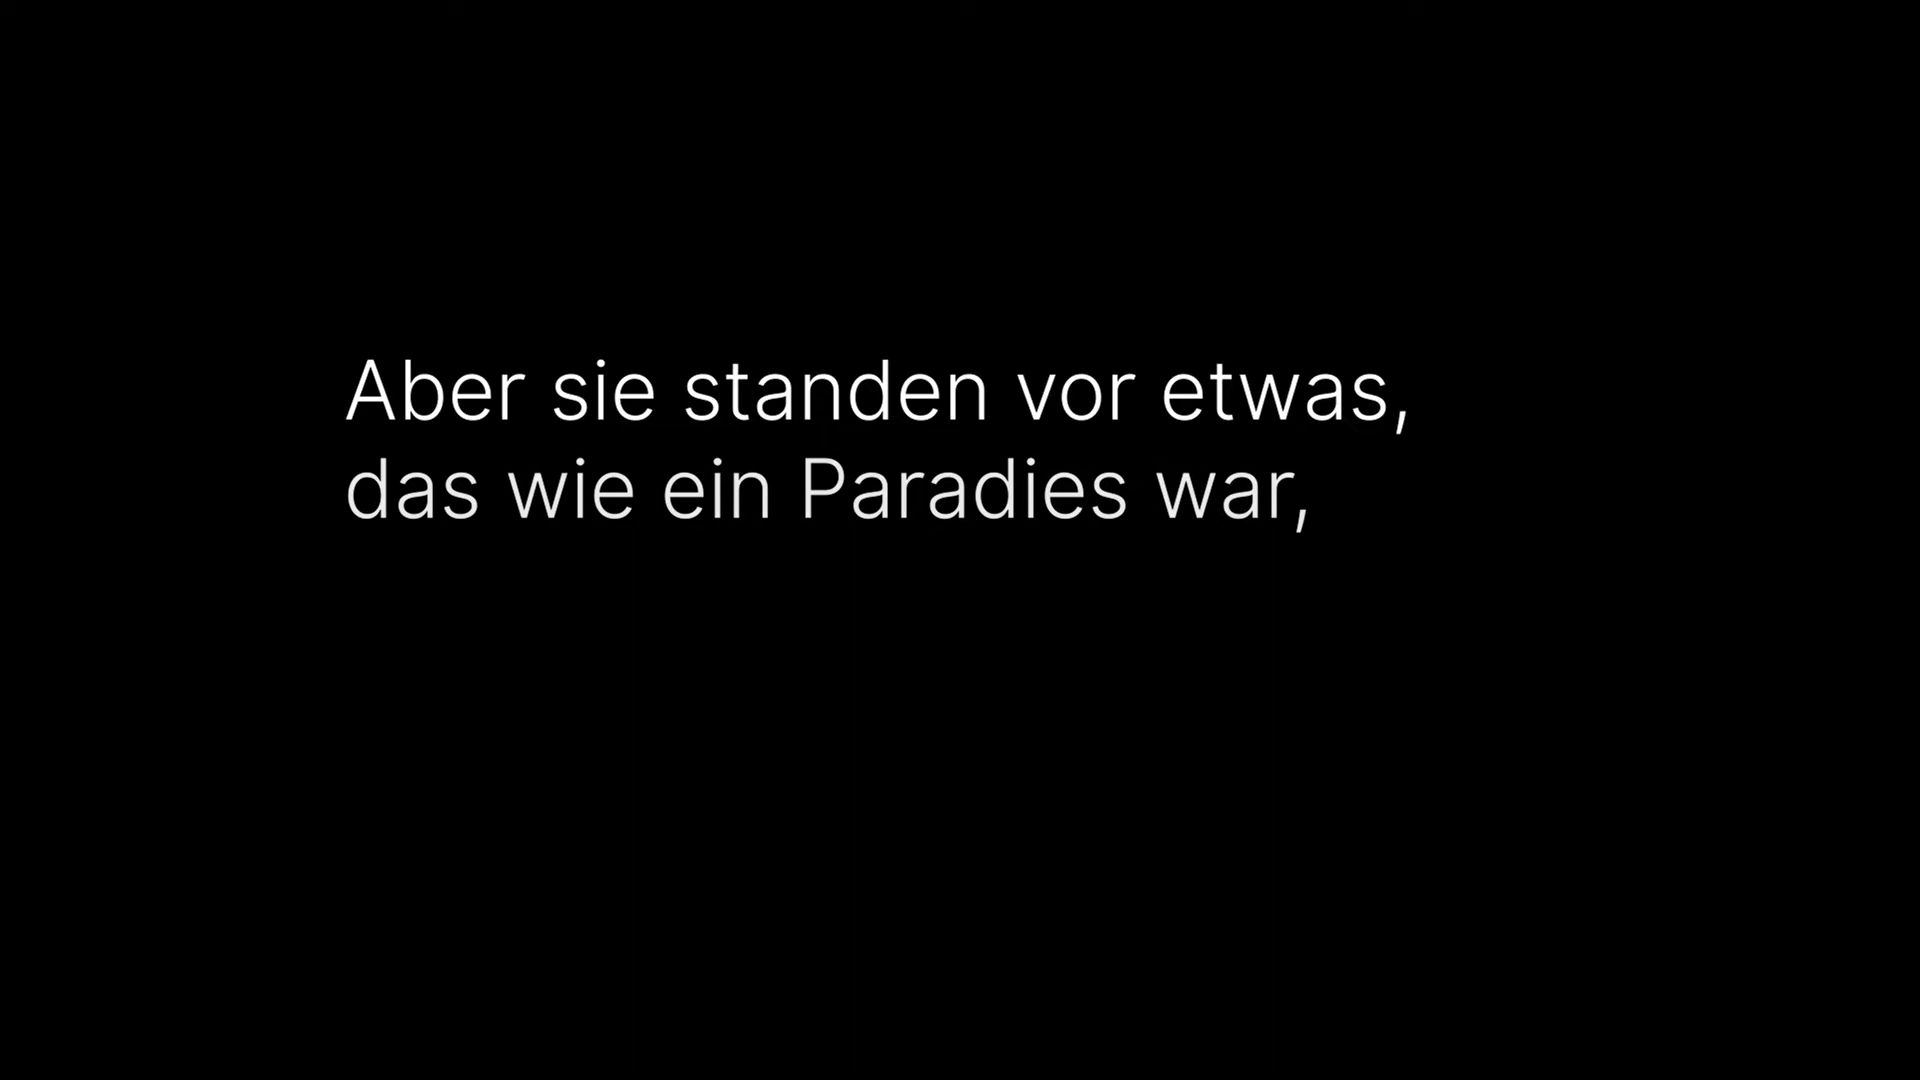 Aber sie standen vor etwas,
das wie ein Paradies war,